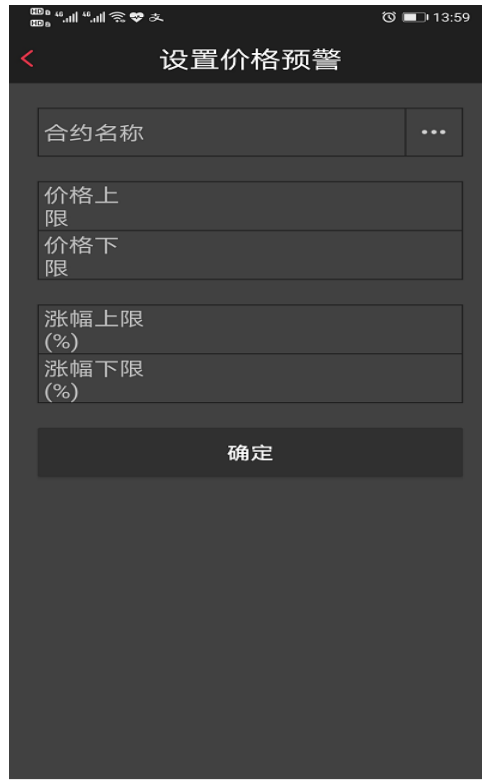 13:59
设置价格预警
合约名称
价格上
限
价格下
限
涨幅上限
(%)
涨幅下限
(%)
确定